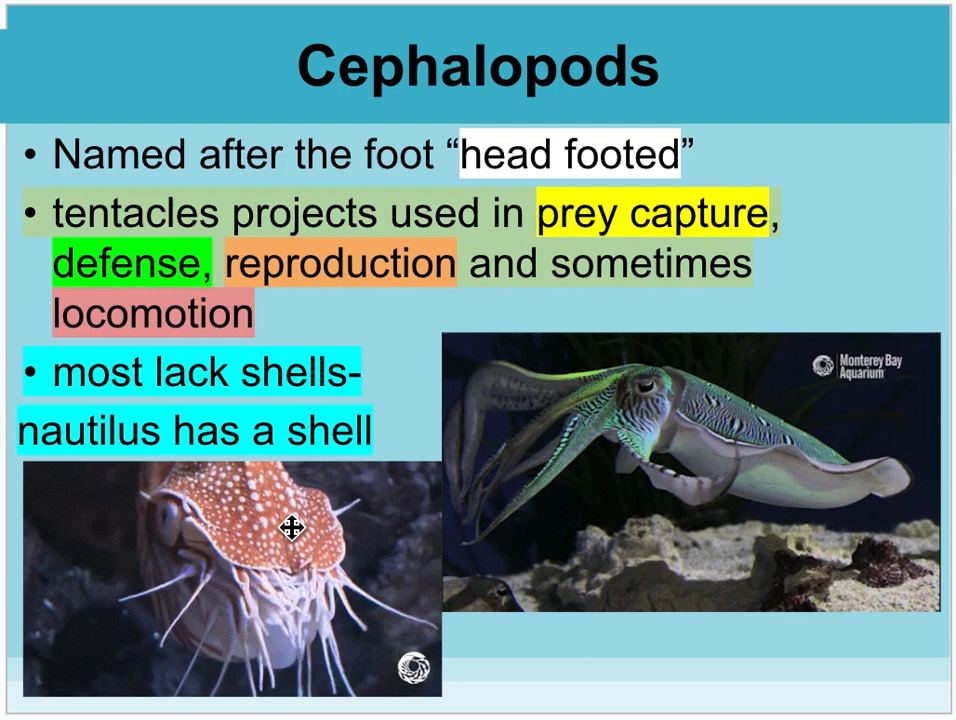 Cephalopods
• Named after the foot “head footed”
• tentacles projects used in prey capture,
defense, reproduction and sometimes
locomotion
• most lack shells-
nautilus has a shell
Monterey Bay
Aquarium